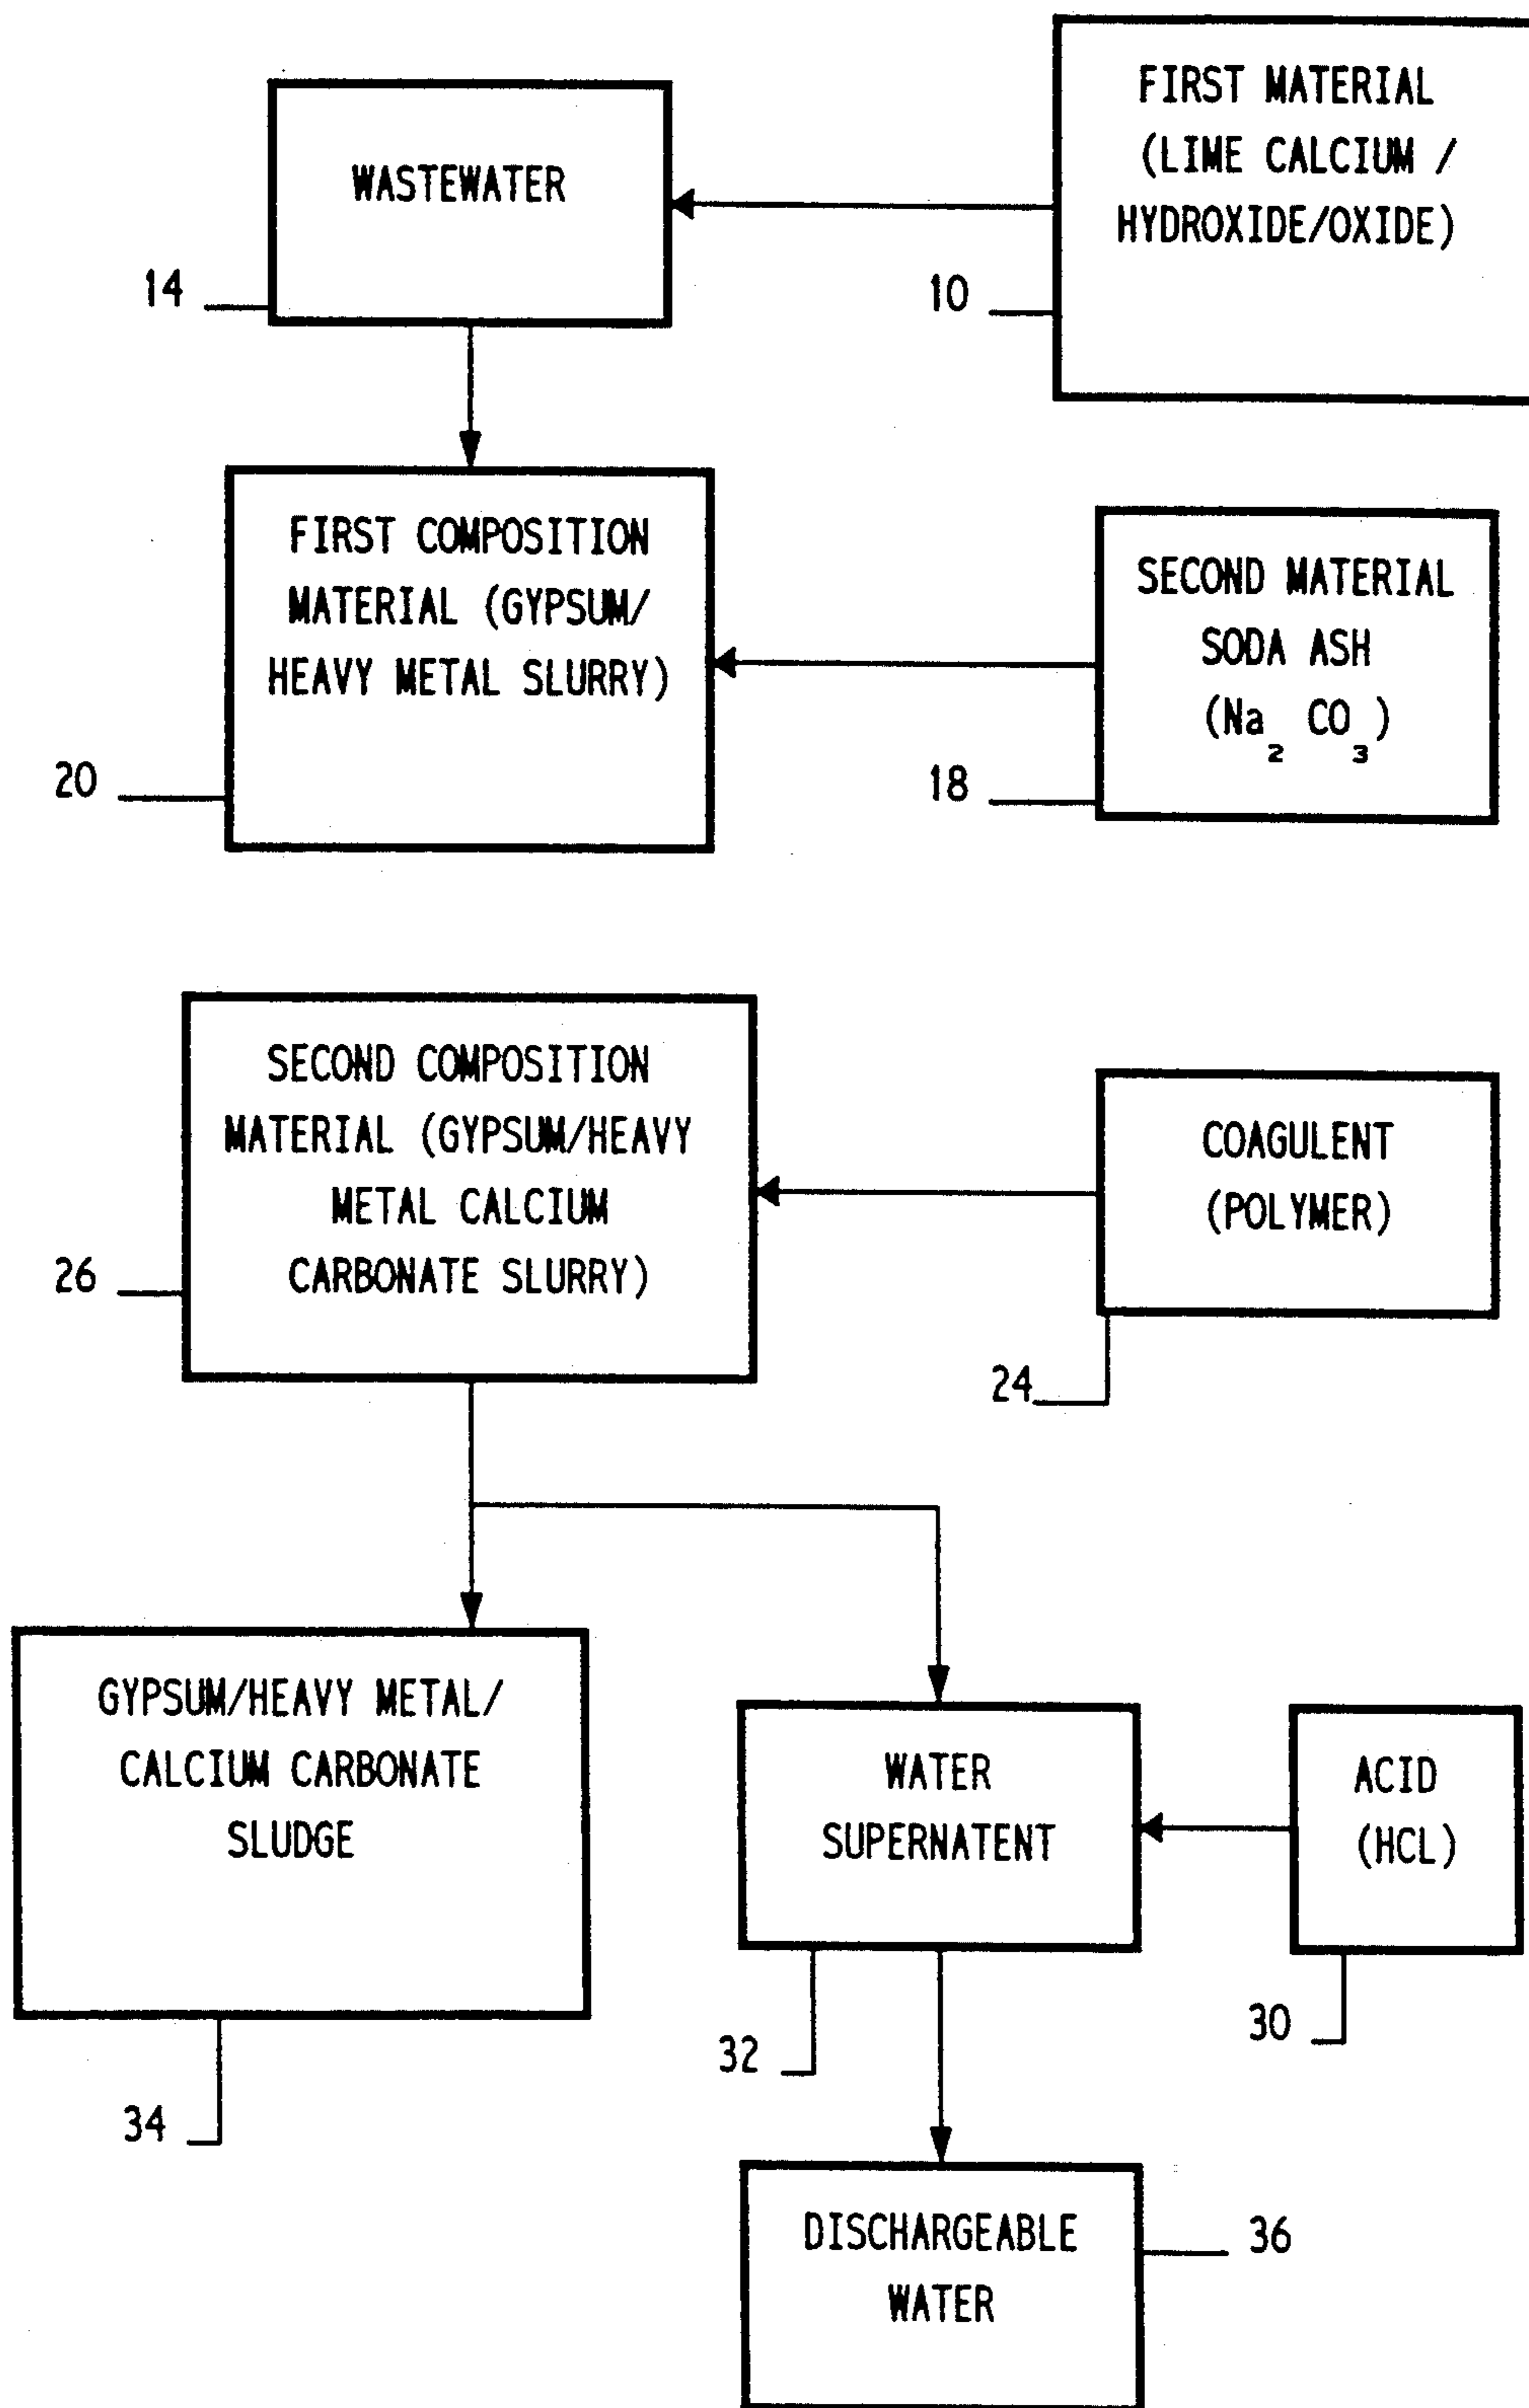 WASTEWATER
14
FIRST MATERIAL
(LIME CALCIUM /
HYDROXIDE/OXIDE)
10
FIRST COMPOSITION
MATERIAL (GYPSUM/
HEAVY METAL SLURRY)
20
SECOND MATERIAL
SODA ASH
(Na2 CO3)
18
SECOND COMPOSITION
MATERIAL (GYPSUM/HEAVY
METAL CALCIUM
CARBONATE SLURRY)
26
COAGULENT
(POLYMER)
24
GYPSUM/HEAVY METAL/
CALCIUM CARBONATE
SLUDGE
34
WATER
SUPERNATENT
32
ACID
(HCL)
30
DISCHARGEABLE
WATER
36